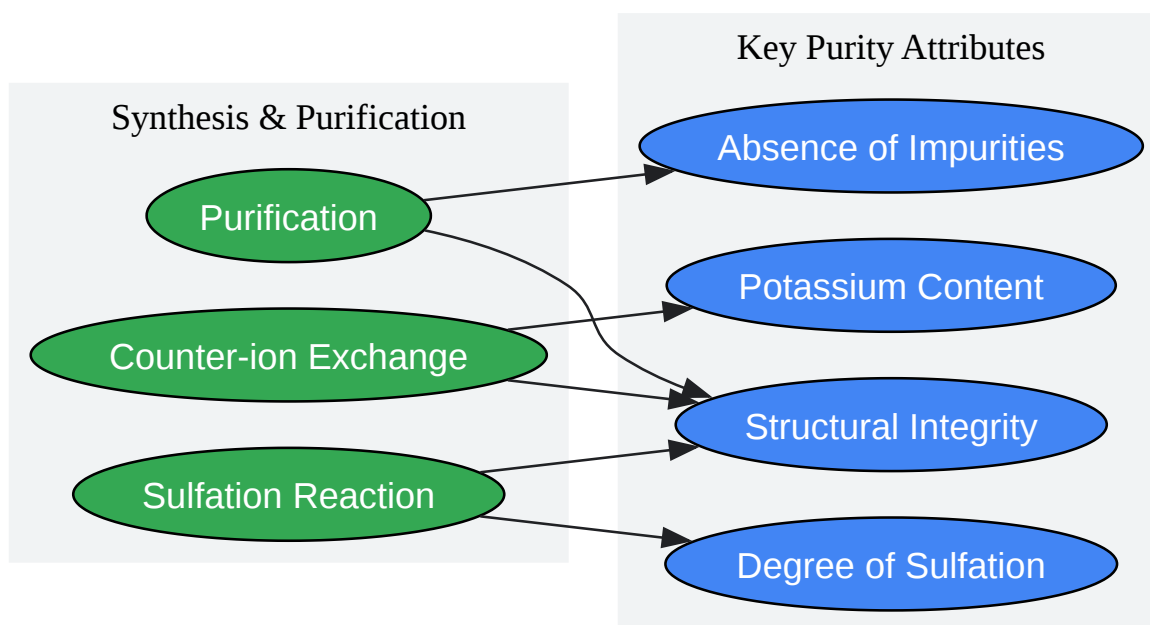 Synthesis & Purification
Purification
Counter-ion Exchange
Sulfation Reaction
Key Purity Attributes
Absence of Impurities
Potassium Content
Structural Integrity
Degree of Sulfation